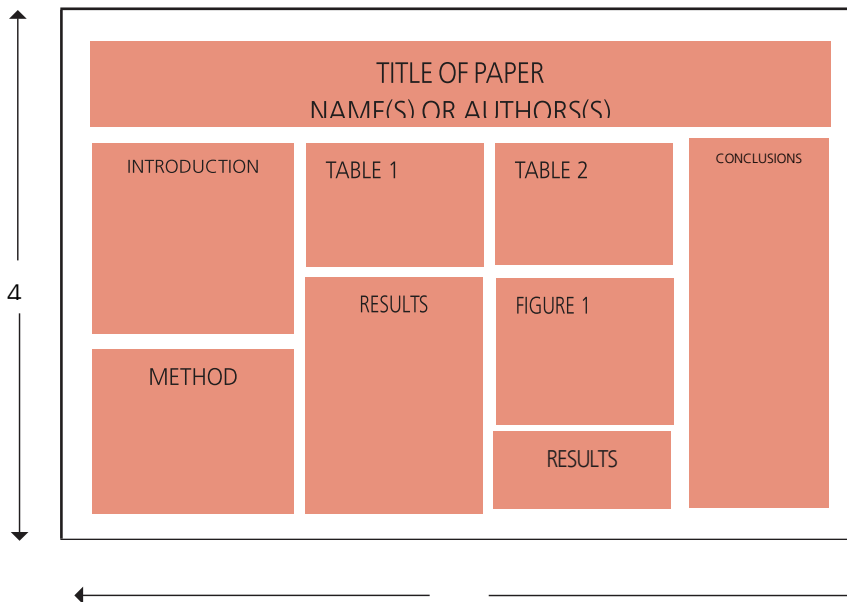 TITLE OF PAPER
NAME(S) OR AUTHORS(S)
INTRODUCTION
TABLE 1
TABLE 2
CONCLUSIONS
RESULTS
FIGURE 1
METHOD
RESULTS
4